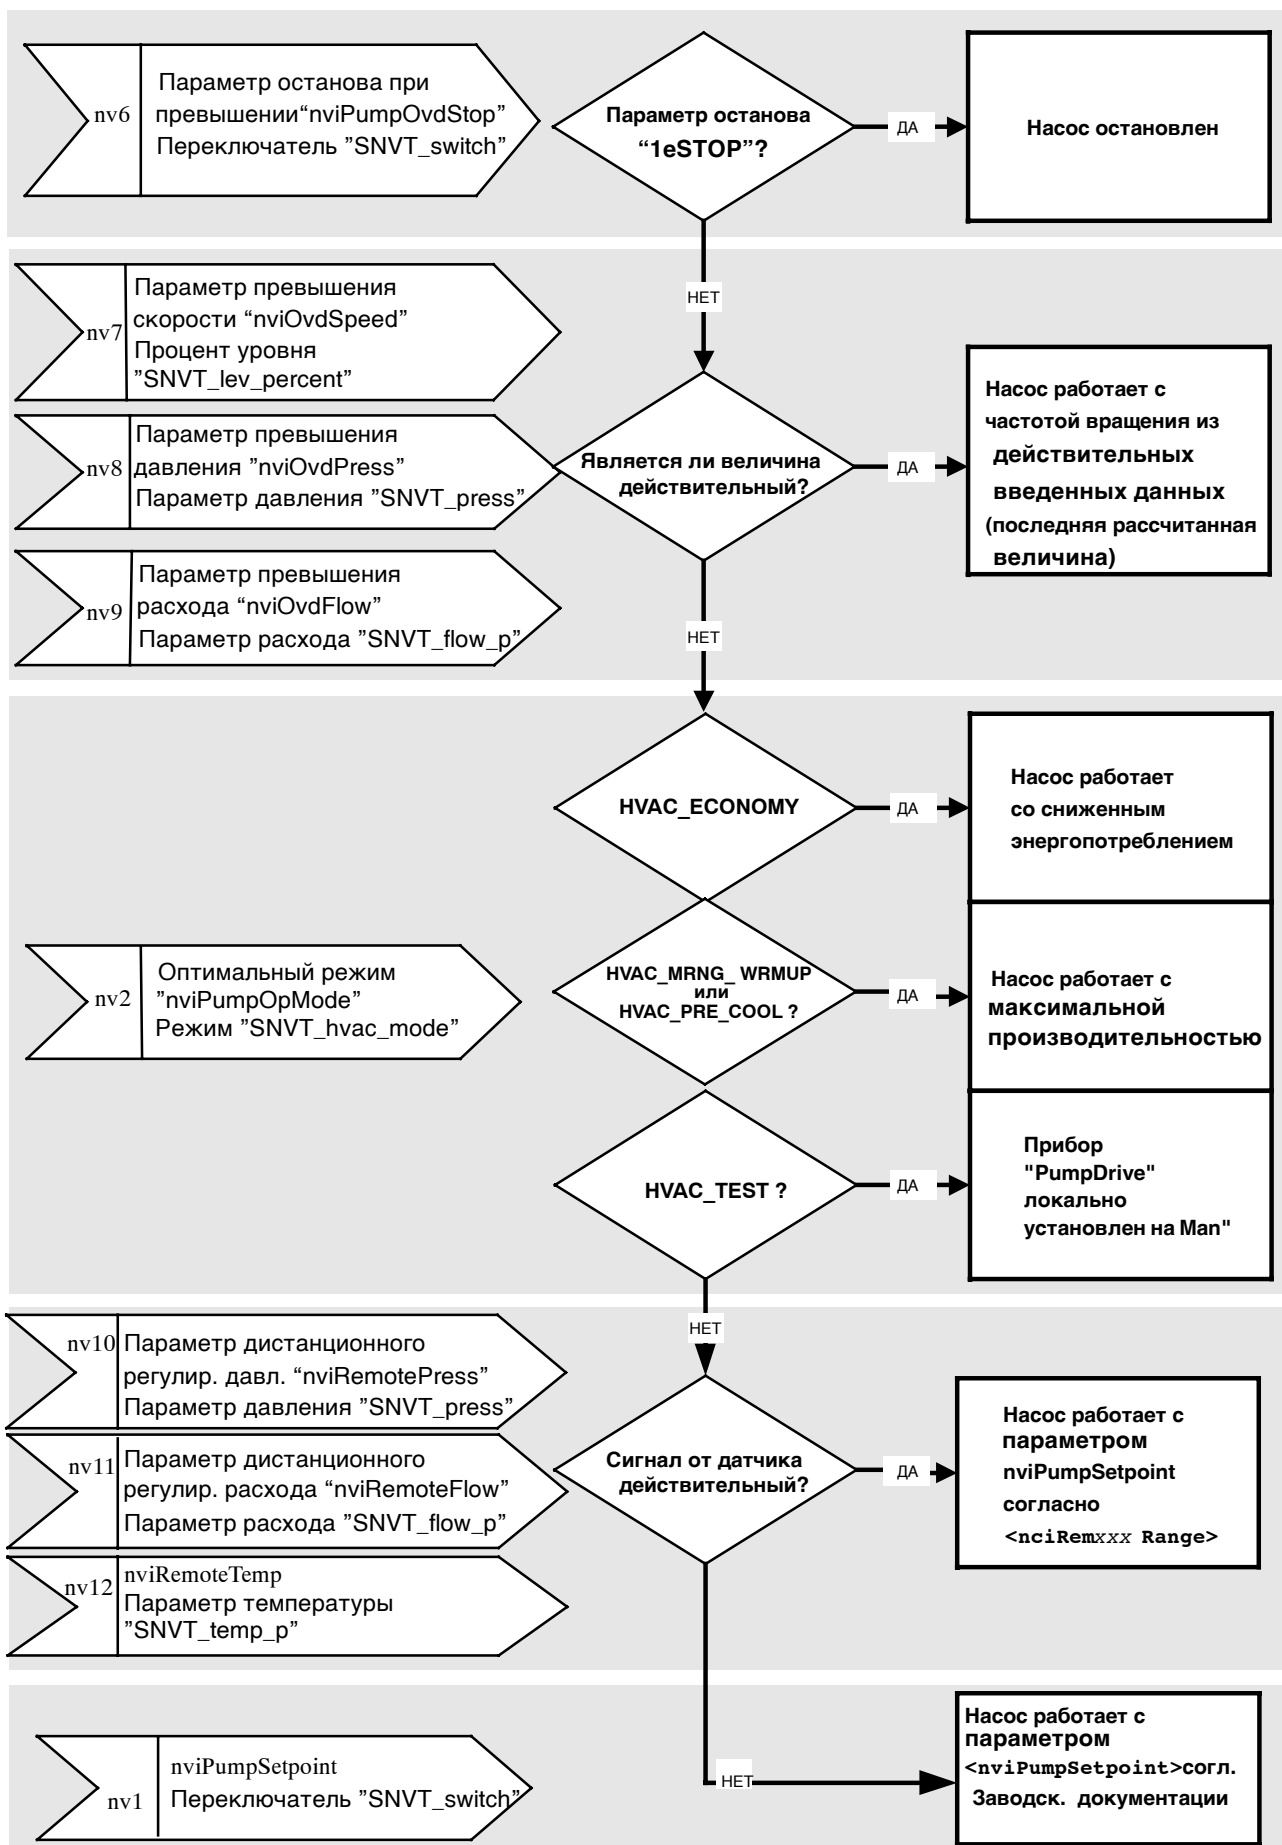 nv6
Параметр останова при
превышении“nviPumpOvdStop”
Переключатель ”SNVT_switch”
Параметр останова
“1eSTOP”?
ДА
Насос остановлен
НЕТ
nv7
Параметр превышения
скорости “nviOvdSpeed”
Процент уровня
”SNVT_lev_percent”
nv8
Параметр превышения
давления ”nviOvdPress”
Параметр давления ”SNVT_press”
nv9
Параметр превышения
расхода “nviOvdFlow”
Параметр расхода ”SNVT_flow_p”
Является ли величина
действительный?
ДА
Насос работает с
частотой вращения из
действительных
введенных данных
(последняя рассчитанная
величина)
НЕТ
HVAC_ECONOMY
ДА
Насос работает
со сниженным
энергопотреблением
nv2
Оптимальный режим
”nviPumpOpMode”
Режим ”SNVT_hvac_mode”
HVAC_MRNG_ WRMUP
или
HVAC_PRE_COOL ?
ДА
Насос работает с
максимальной
производительностью
HVAC_TEST ?
ДА
Прибор
"PumpDrive"
локально
установлен на Man"
НЕТ
nv10
Параметр дистанционного
регулир. давл. “nviRemotePress”
Параметр давления ”SNVT_press”
nv11
Параметр дистанционного
регулир. расхода “nviRemoteFlow”
Параметр расхода ”SNVT_flow_p”
nv12
nviRemoteTemp
Параметр температуры
”SNVT_temp_p”
Сигнал от датчика
действительный?
ДА
Насос работает с
параметром
nviPumpSetpoint
согласно
<nciRemxxx Range>
НЕТ
nv1
nviPumpSetpoint
Переключатель ”SNVT_switch”
Насос работает с
параметром
<nviPumpSetpoint>согл.
Заводск. документации